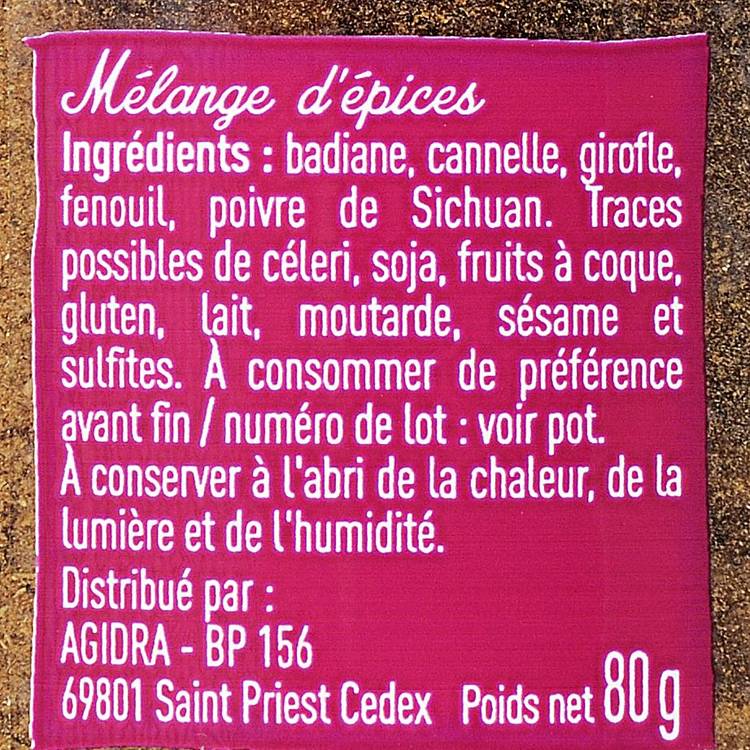 Mélange d'épices
Ingrédients : badiane, cannelle, girofle,
fenouil, poivre de Sichuan. Traces
possibles de céleri, soja, fruits à coque,
gluten, lait, moutarde, sésame et
sulfites. À consommer de préférence
avant fin / numéro de lot : voir pot.
À conserver à l'abri de la chaleur, de la
lumière et de l'humidité.
Distribué par :
AGIDRA - BP 156
69801 Saint Priest Cedex Poids net 80 g